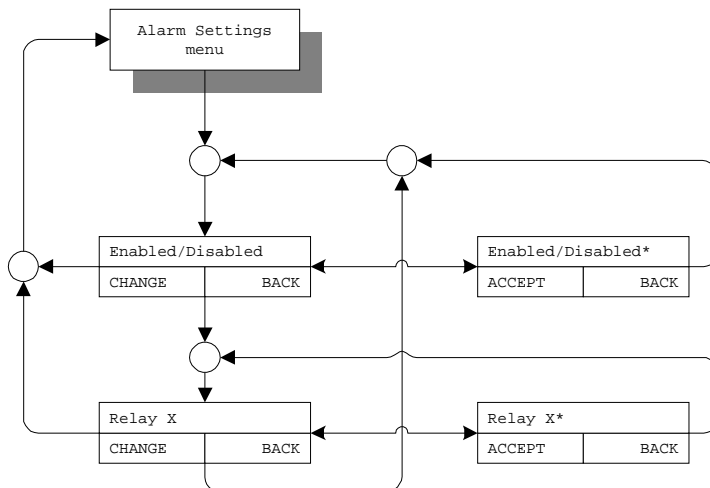 Alarm Settings
menu
Enabled/Disabled
CHANGE BACK
Enabled/Disabled*
ACCEPT BACK
Relay X
CHANGE BACK
Relay X*
ACCEPT BACK